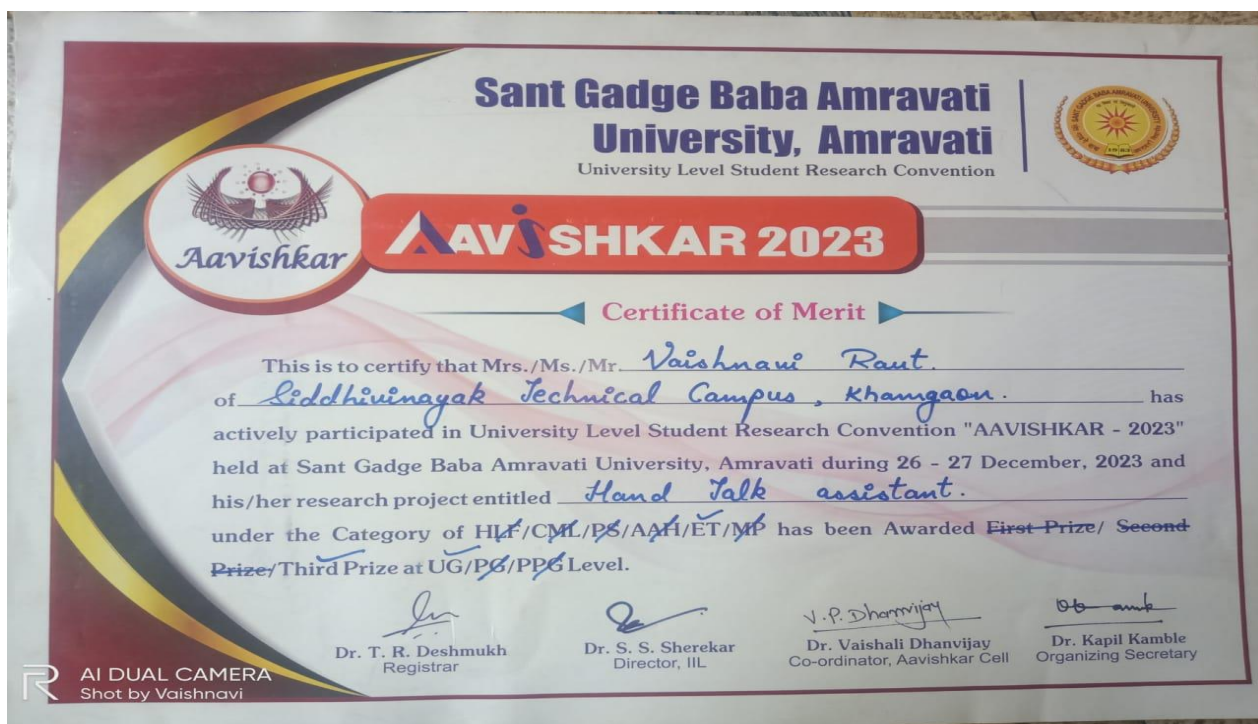 Sant Gadge Baba Amravati
University, Amravati
University Level Student Research Convention
Aavishkar
AAViSHKAR 2023
Certificate of Merit
This is to certify that Mrs./Ms./Mr. Vaishnavi Raut.
of Siddhivinayak Technical Campus, Khamgaon. has
actively participated in University Level Student Research Convention "AAVISHKAR - 2023"
held at Sant Gadge Baba Amravati University, Amravati during 26 - 27 December, 2023 and
his/her research project entitled Hand Talk assistant.
under the Category of HLF/CML/PS/AAH/ET/MP has been Awarded First Prize/ Second
Prize/Third Prize at UG/PG/PPG Level.
V.P. Dhanvijay
Dr. T. R. Deshmukh
Registrar
Dr. S. S. Sherekar
Director, IIL
Dr. Vaishali Dhanvijay
Co-ordinator, Aavishkar Cell
Dr. Kapil Kamble
Organizing Secretary
AI DUAL CAMERA
Shot by Vaishnavi